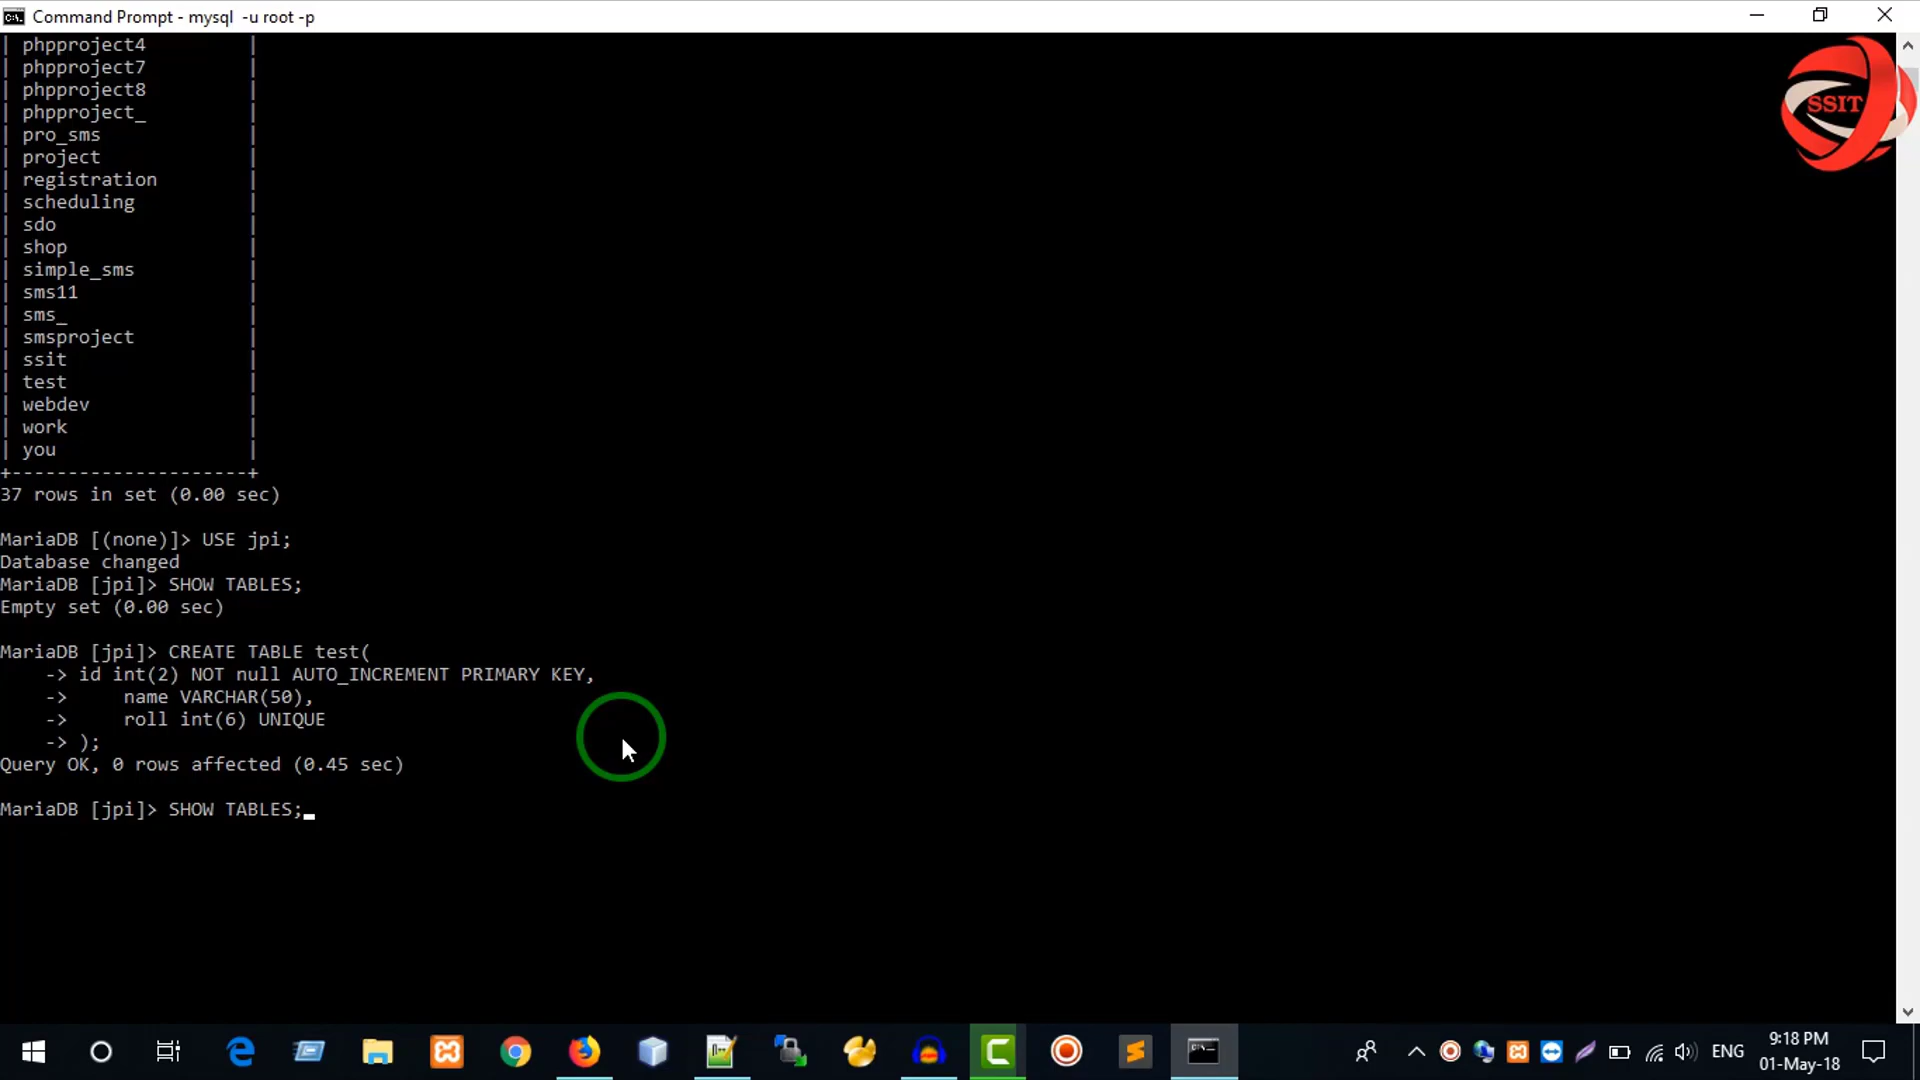 Command Prompt - mysql  -u root -p
| phpproject4         |
| phpproject7         |
| phpproject8         |
| phpproject_         |
| pro_sms             |
| project             |
| registration        |
| scheduling          |
| sdo                 |
| shop                |
| simple_sms          |
| sms11               |
| sms_                |
| smsproject          |
| ssit                |
| test                |
| webdev              |
| work                |
| you                 |
+---------------------+
37 rows in set (0.00 sec)
MariaDB [(none)]> USE jpi;
Database changed
MariaDB [jpi]> SHOW TABLES;
Empty set (0.00 sec)
MariaDB [jpi]> CREATE TABLE test(
    -> id int(2) NOT null AUTO_INCREMENT PRIMARY KEY,
    ->     name VARCHAR(50),
    ->     roll int(6) UNIQUE
    -> );
Query OK, 0 rows affected (0.45 sec)
MariaDB [jpi]> SHOW TABLES;
SSIT
ENG
9:18 PM
01-May-18